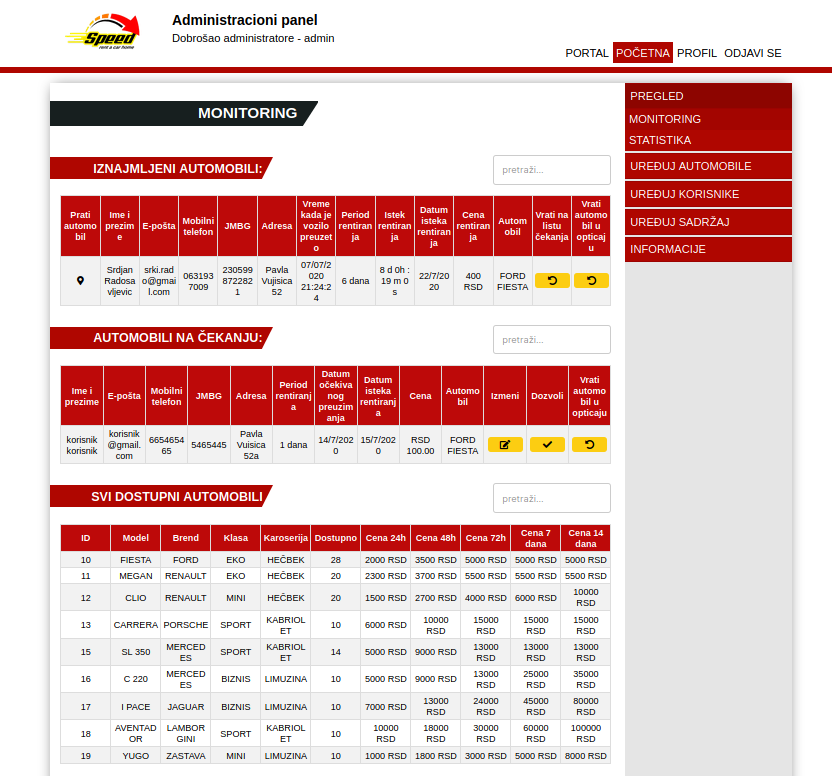 Speed
rent a car home
Administracioni panel
Dobrošao administratore - admin
PORTAL POČETNA PROFIL ODJAVI SE
MONITORING
PREGLED
MONITORING
STATISTIKA
UREĐUJ AUTOMOBILE
UREĐUJ KORISNIKE
UREĐUJ SADRŽAJ
INFORMACIJE
IZNAJMLJENI AUTOMOBILI: pretraži...
Prati automobil Ime i prezime E-pošta Mobilni telefon JMBG Adresa Vreme kada je vozilo preuzeto Period rentiranja Istek rentiranja Datum isteka rentiranja Cena rentiranja Automobil Vrati na listu čekanja Vrati automobil u opticaju
Srdjan Radosavljevic srki.rado@gmail.com 0631937009 2305998722821 Pavla Vujisica 52 07/07/2020 21:24:24 6 dana 8 d 0h : 19 m 0 s 22/7/2020 400 RSD FORD FIESTA
AUTOMOBILI NA ČEKANJU: pretraži...
Ime i prezime E-pošta Mobilni telefon JMBG Adresa Period rentiranja Datum očekivanog preuzimanja Datum isteka rentiranja Cena Automobil Izmeni Dozvoli Vrati automobil u opticaju
korisnik korisnik korisnik@gmail.com 665465465 5465445 Pavla Vuisica 52a 1 dana 14/7/2020 15/7/2020 RSD 100.00 FORD FIESTA
SVI DOSTUPNI AUTOMOBILI pretraži...
ID Model Brend Klasa Karoserija Dostupno Cena 24h Cena 48h Cena 72h Cena 7 dana Cena 14 dana
10 FIESTA FORD EKO HEČBEK 28 2000 RSD 3500 RSD 5000 RSD 5000 RSD 5000 RSD
11 MEGAN RENAULT EKO HEČBEK 20 2300 RSD 3700 RSD 5500 RSD 5500 RSD 5500 RSD
12 CLIO RENAULT MINI HEČBEK 20 1500 RSD 2700 RSD 4000 RSD 6000 RSD 10000 RSD
13 CARRERA PORSCHE SPORT KABRIOLET 10 6000 RSD 10000 RSD 15000 RSD 15000 RSD 15000 RSD
15 SL 350 MERCEDES SPORT KABRIOLET 14 5000 RSD 9000 RSD 13000 RSD 13000 RSD 13000 RSD
16 C 220 MERCEDES BIZNIS LIMUZINA 10 5000 RSD 9000 RSD 13000 RSD 25000 RSD 35000 RSD
17 I PACE JAGUAR BIZNIS LIMUZINA 10 7000 RSD 13000 RSD 24000 RSD 45000 RSD 80000 RSD
18 AVENTADOR LAMBORGINI SPORT KABRIOLET 10 10000 RSD 18000 RSD 30000 RSD 60000 RSD 100000 RSD
19 YUGO ZASTAVA MINI LIMUZINA 10 1000 RSD 1800 RSD 3000 RSD 5000 RSD 8000 RSD